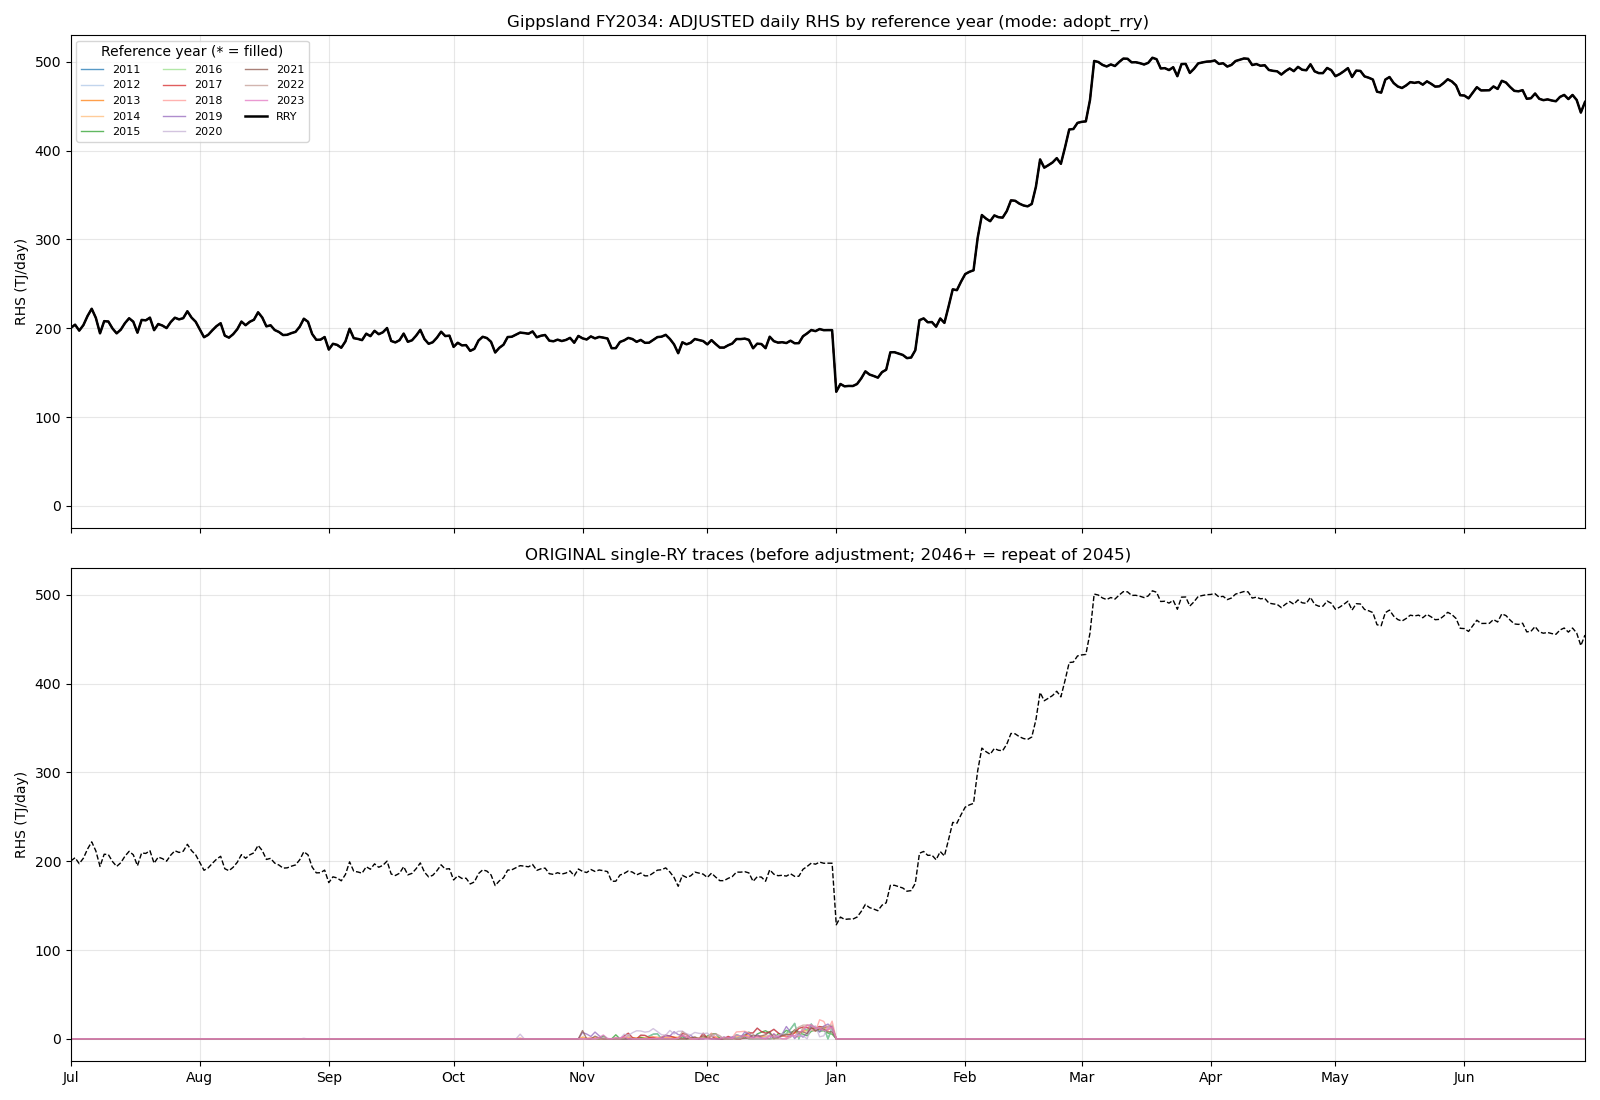 Gippsland FY2034: ADJUSTED daily RHS by reference year (mode: adopt_rry)
RHS (TJ/day)
500
400
300
200
100
0
Reference year (* = filled)
2011 2016 2021
2012 2017 2022
2013 2018 2023
2014 2019 RRY
2015 2020
ORIGINAL single-RY traces (before adjustment; 2046+ = repeat of 2045)
RHS (TJ/day)
500
400
300
200
100
0
Jul Aug Sep Oct Nov Dec Jan Feb Mar Apr May Jun